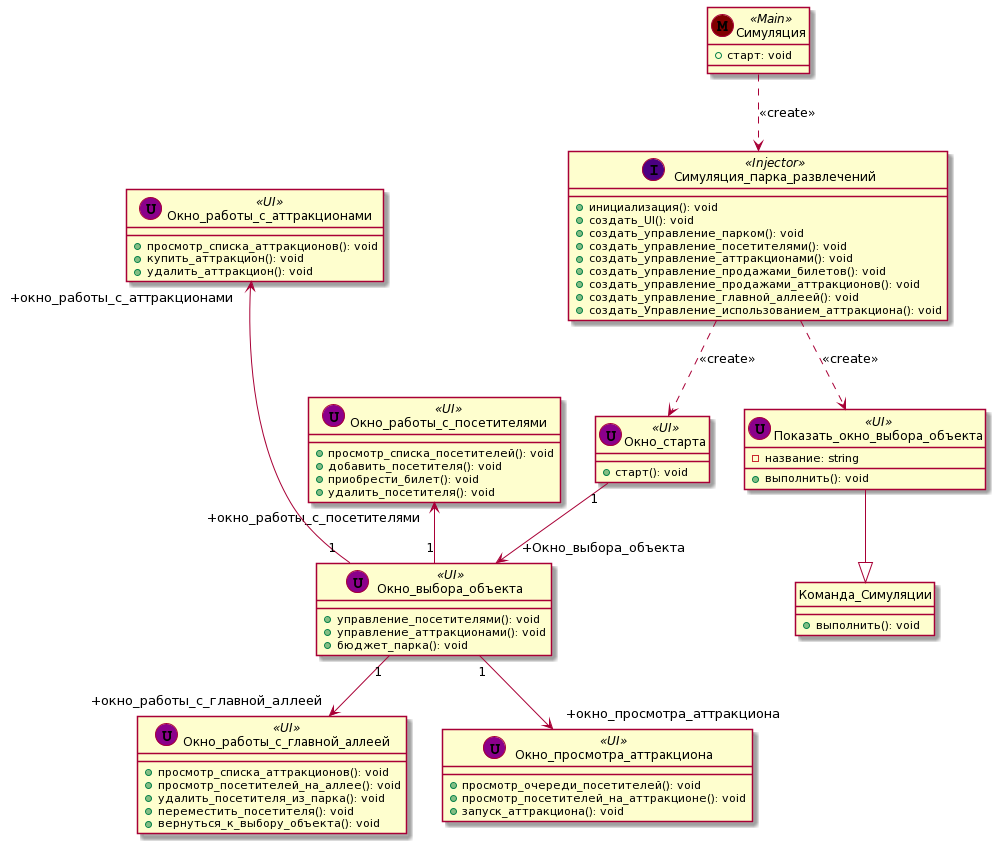 «Main»
M
Симуляция
старт: void
«create»
«Injector»
I
Симуляция_парка_развлечений
инициализация(): void
создать_UI(): void
создать_управление_парком(): void
создать_управление_посетителями(): void
создать_управление_аттракционами(): void
создать_управление_продажами_билетов(): void
создать_управление_продажами_аттракционов(): void
создать_управление_главной_аллеей(): void
создать_Управление_использованием_аттракциона(): void
«UI»
U
Окно_работы_с_аттракционами
просмотр_списка_аттракционов(): void
купить_аттракцион(): void
удалить_аттракцион(): void
+окно_работы_с_аттракционами
«create»
«create»
«UI»
U
Окно_работы_с_посетителями
просмотр_списка_посетителей(): void
добавить_посетителя(): void
приобрести_билет(): void
удалить_посетителя(): void
«UI»
U
Окно_старта
старт(): void
«UI»
U
Показать_окно_выбора_объекта
название: string
выполнить(): void
1
+окно_работы_с_посетителями
1
1
+Окно_выбора_объекта
«UI»
U
Окно_выбора_объекта
управление_посетителями(): void
управление_аттракционами(): void
бюджет_парка(): void
Команда_Симуляции
выполнить(): void
1
1
+окно_работы_с_главной_аллеей
+окно_просмотра_аттракциона
«UI»
U
Окно_работы_с_главной_аллеей
просмотр_списка_аттракционов(): void
просмотр_посетителей_на_аллее(): void
удалить_посетителя_из_парка(): void
переместить_посетителя(): void
вернуться_к_выбору_объекта(): void
«UI»
U
Окно_просмотра_аттракциона
просмотр_очереди_посетителей(): void
просмотр_посетителей_на_аттракционе(): void
запуск_аттракциона(): void